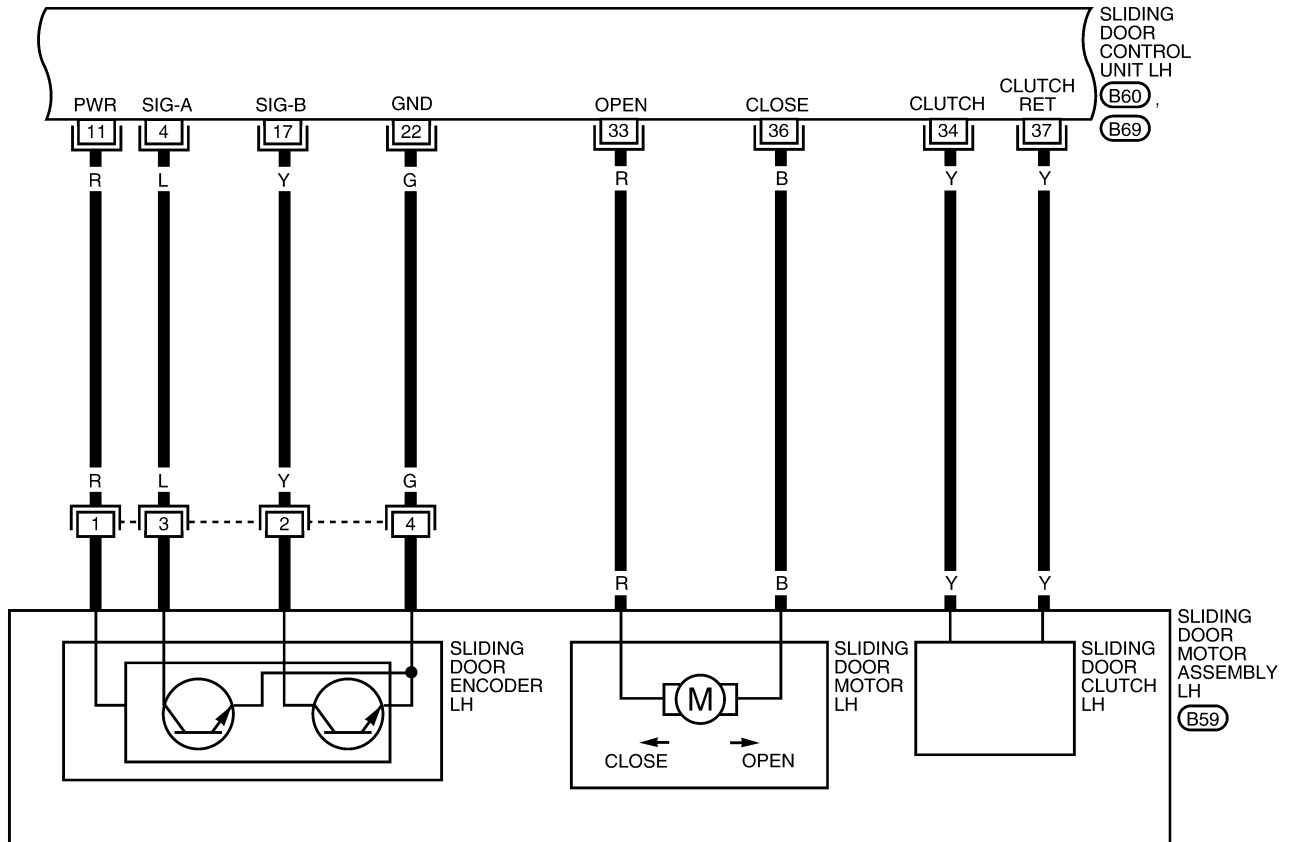 SLIDING
DOOR
CONTROL
UNIT LH
B60 ,
B69
PWR SIG-A SIG-B GND OPEN CLOSE CLUTCH CLUTCH
RET
11 4 17 22 33 36 34 37
R L Y G R B Y Y
R L Y G
1 3 2 4
R B Y Y
SLIDING
DOOR
ENCODER
LH
M
CLOSE OPEN
SLIDING
DOOR
MOTOR
LH
SLIDING
DOOR
CLUTCH
LH
SLIDING
DOOR
MOTOR
ASSEMBLY
LH
B59